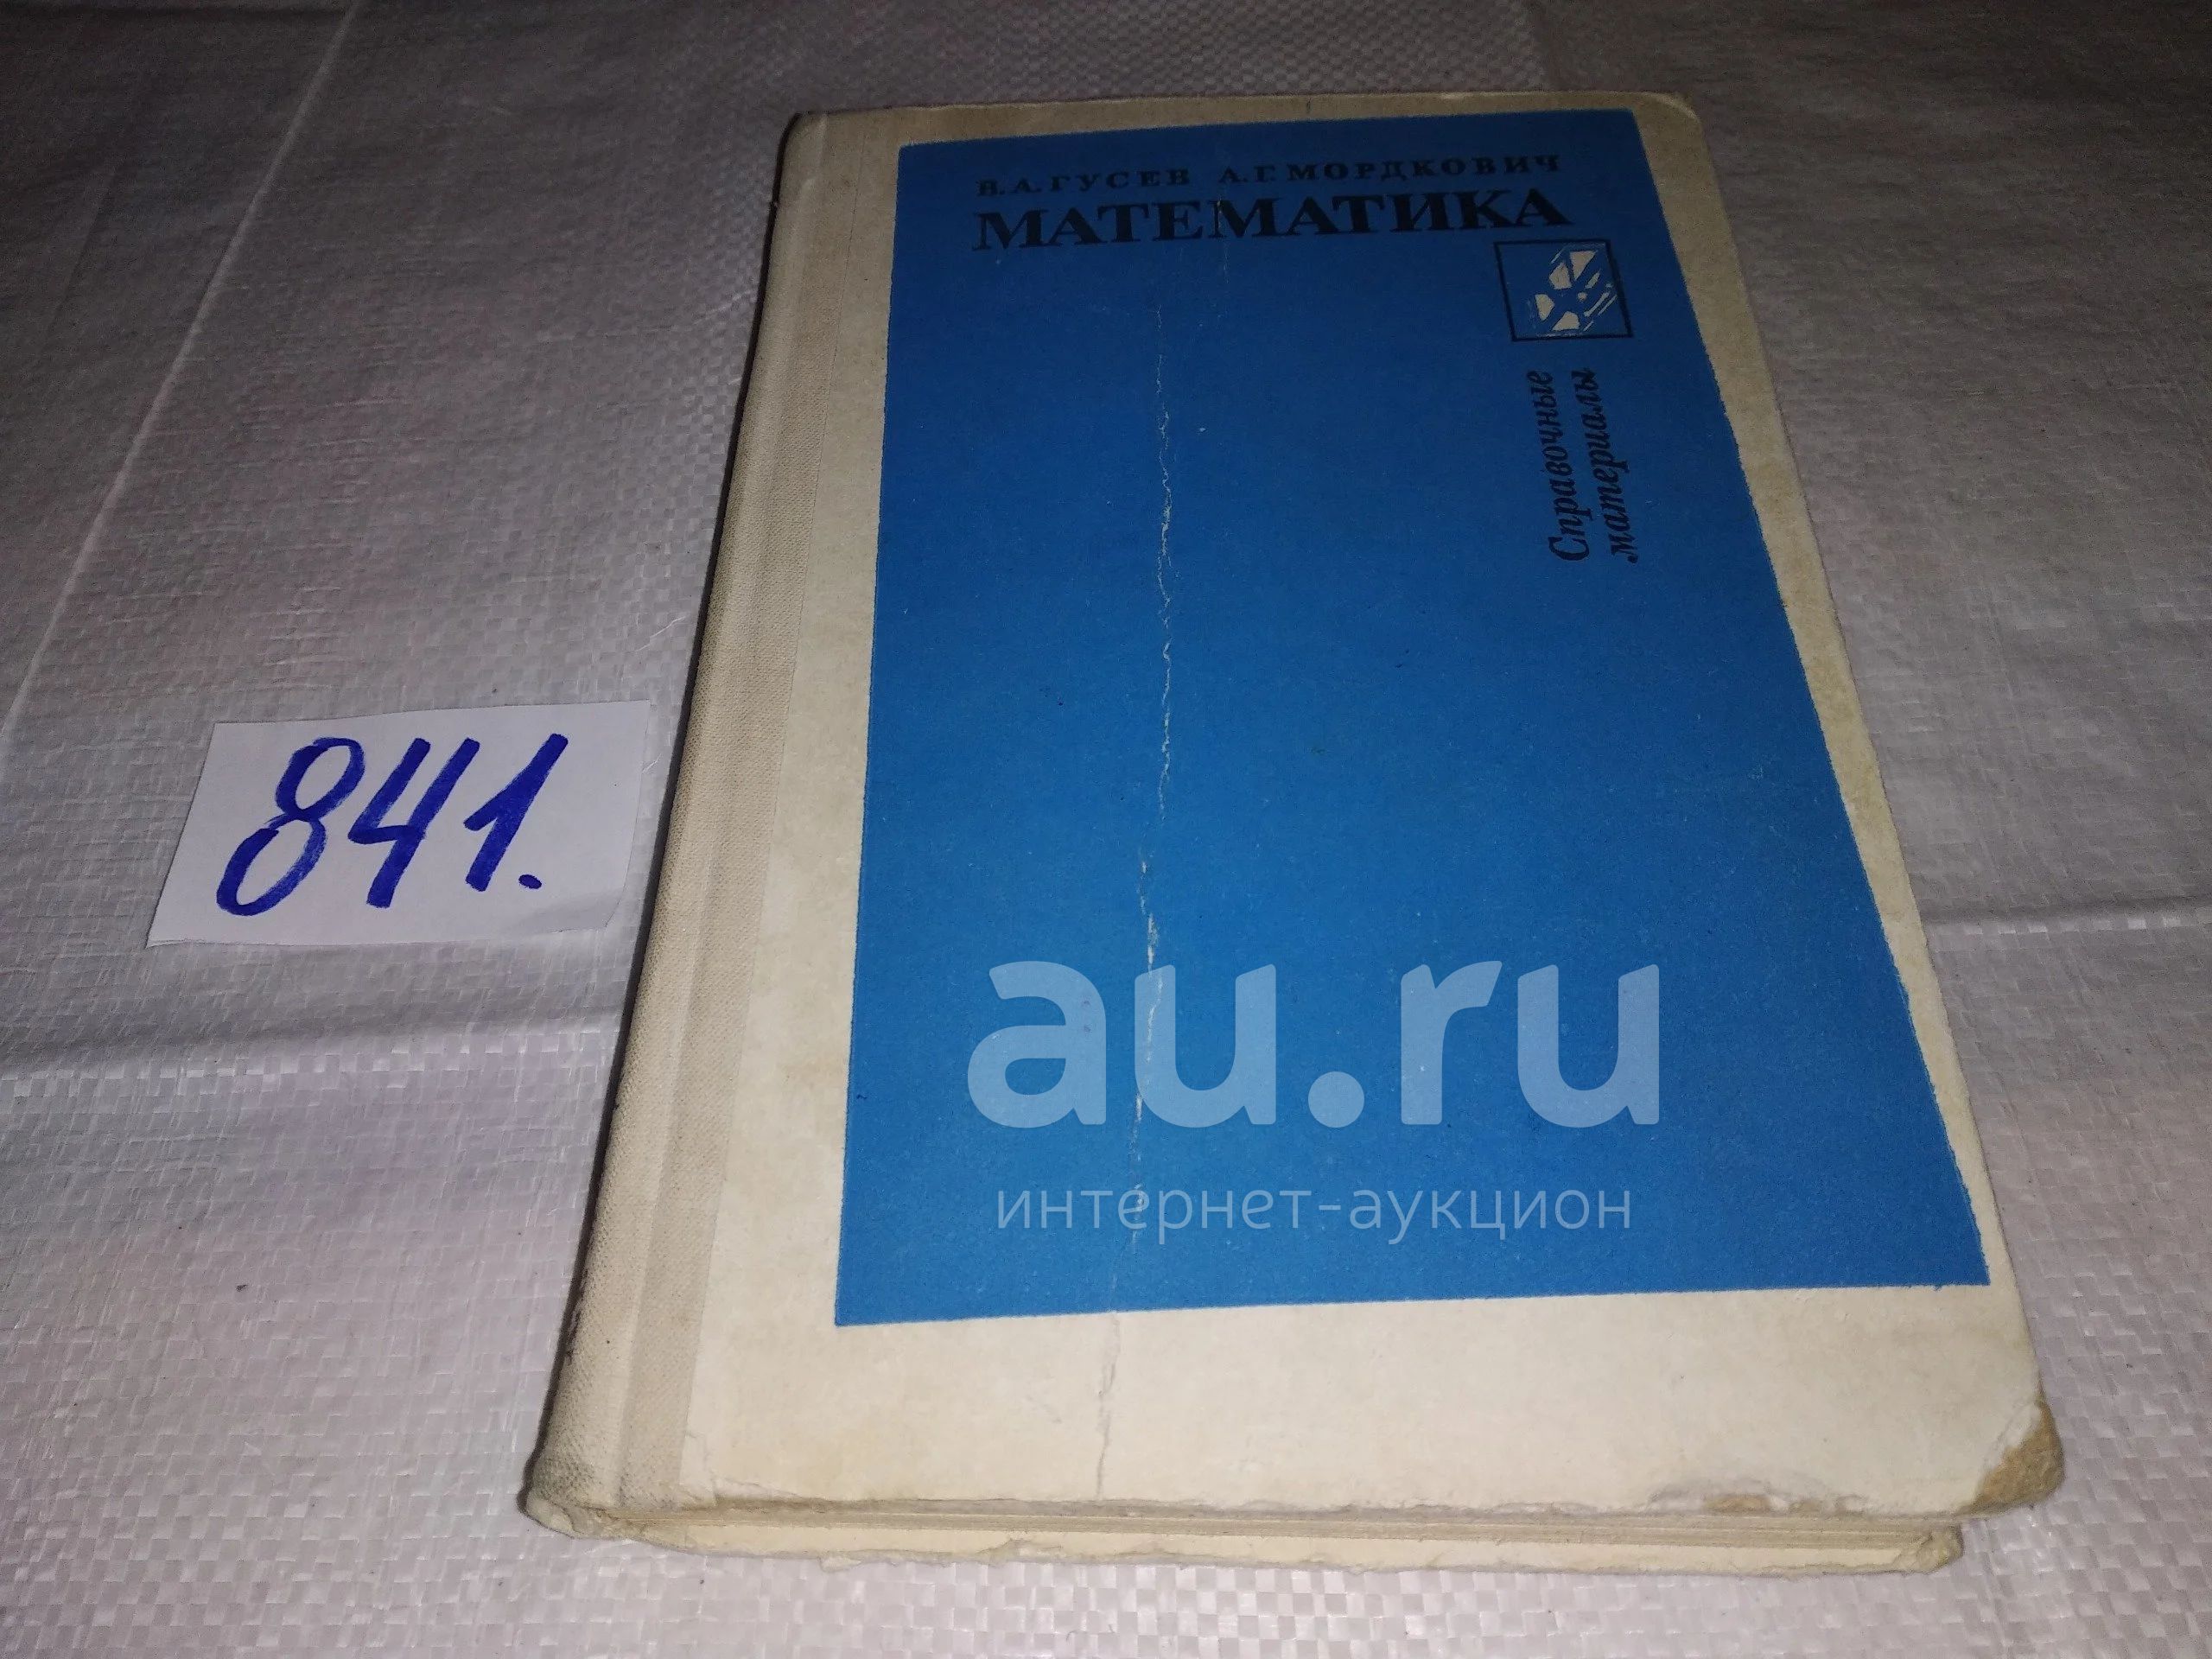 В. А. ГУСЕВ А. Г. МОРДКОВИЧ
МАТЕМАТИКА
Справочные
материалы
841.
au.ru
интернет-аукцион